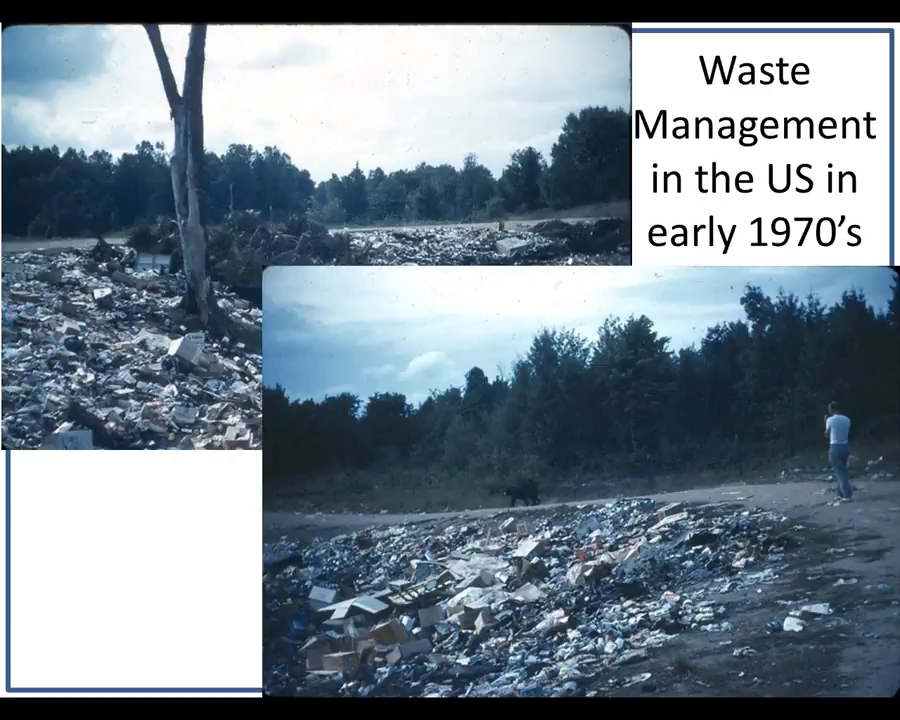 Waste
Management
in the US in
early 1970’s